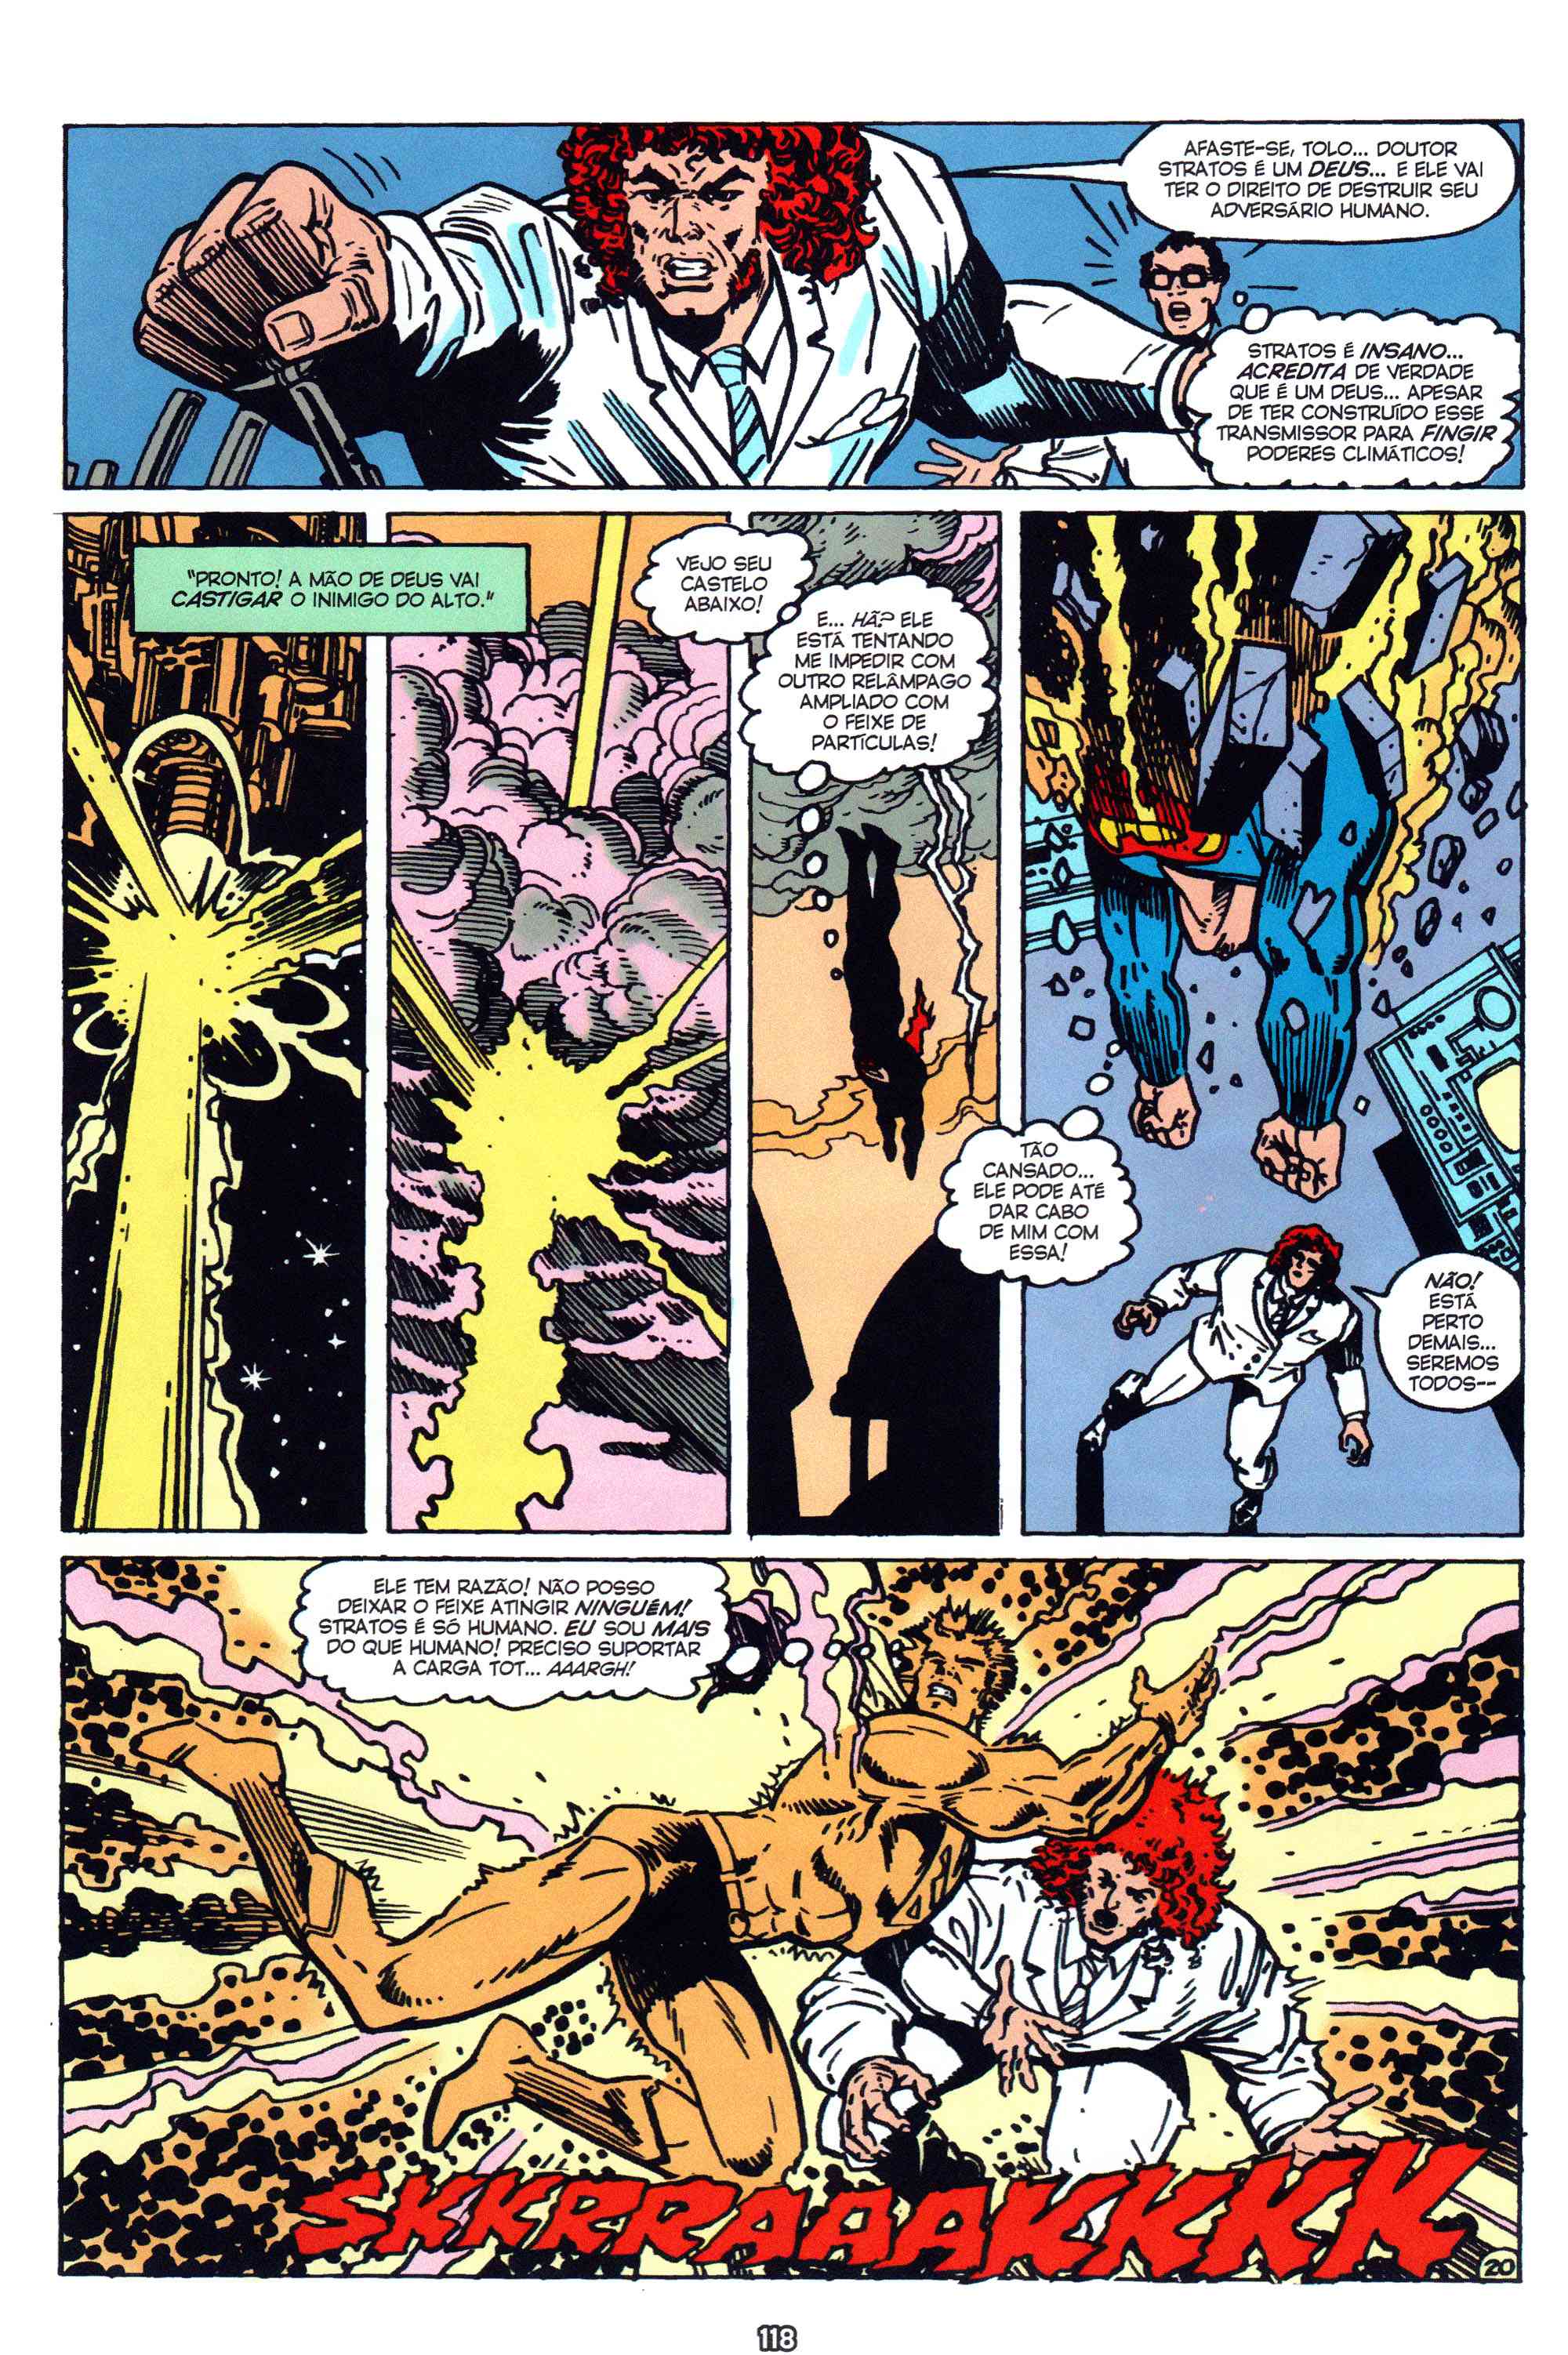 AFASTE-SE, TOLO... DOUTOR
STRATOS É UM DEUS... E ELE VAI
TER O DIREITO DE DESTRUIR SEU
ADVERSÁRIO HUMANO.
STRATOS É INSANO...
ACREDITA DE VERDADE
QUE É UM DEUS... APESAR
DE TER CONSTRUÍDO ESSE
TRANSMISSOR PARA FINGIR
PODERES CLIMÁTICOS!
"PRONTO! A MÃO DE DEUS VAI
CASTIGAR O INIMIGO DO ALTO."
VEJO SEU
CASTELO
ABAIXO!
E... HÃ? ELE
ESTÁ TENTANDO
ME IMPEDIR COM
OUTRO RELÂMPAGO
AMPLIADO COM
O FEIXE DE
PARTÍCULAS!
TÃO
CANSADO...
ELE PODE ATÉ
DAR CABO
DE MIM COM
ESSA!
NÃO!
ESTÁ
PERTO
DEMAIS...
SEREMOS
TODOS--
ELE TEM RAZÃO! NÃO POSSO
DEIXAR O FEIXE ATINGIR NINGUÉM!
STRATOS É SÓ HUMANO. EU SOU MAIS
DO QUE HUMANO! PRECISO SUPORTAR
A CARGA TOT... AAARGH!
SKKRRAAAAKKKKK
20
118